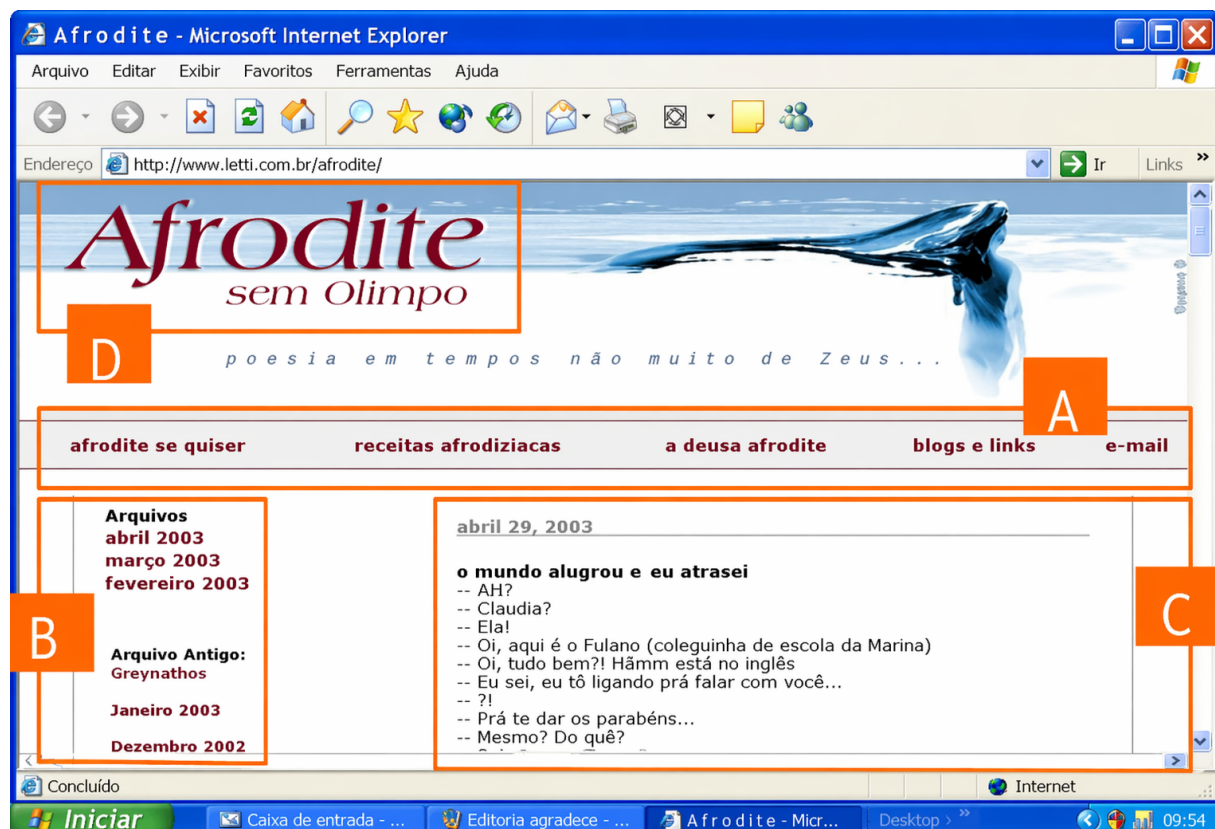 Afrodite - Microsoft Internet Explorer
Arquivo Editar Exibir Favoritos Ferramentas Ajuda
Endereço http://www.letti.com.br/afrodite/ Ir Links »
Afrodite
sem Olimpo
D
poesia em tempos não muito de Zeus...
A
afrodite se quiser receitas afrodiziacas a deusa afrodite blogs e links e-mail
Arquivos
abril 2003
março 2003
fevereiro 2003
B
Arquivo Antigo:
Greynathos
Janeiro 2003
Dezembro 2002
abril 29, 2003
o mundo alugrou e eu atrasei
-- AH?
-- Claudia?
-- Ela!
-- Oi, aqui é o Fulano (coleguinha de escola da Marina)
-- Oi, tudo bem?! Hãmm está no inglês
-- Eu sei, eu tô ligando prá falar com você...
-- ?!
-- Prá te dar os parabéns...
-- Mesmo? Do quê?
C
Concluído Internet
Iniciar Caixa de entrada - ... Editoria agradece - ... Afrodite - Micr... Desktop » 09:54